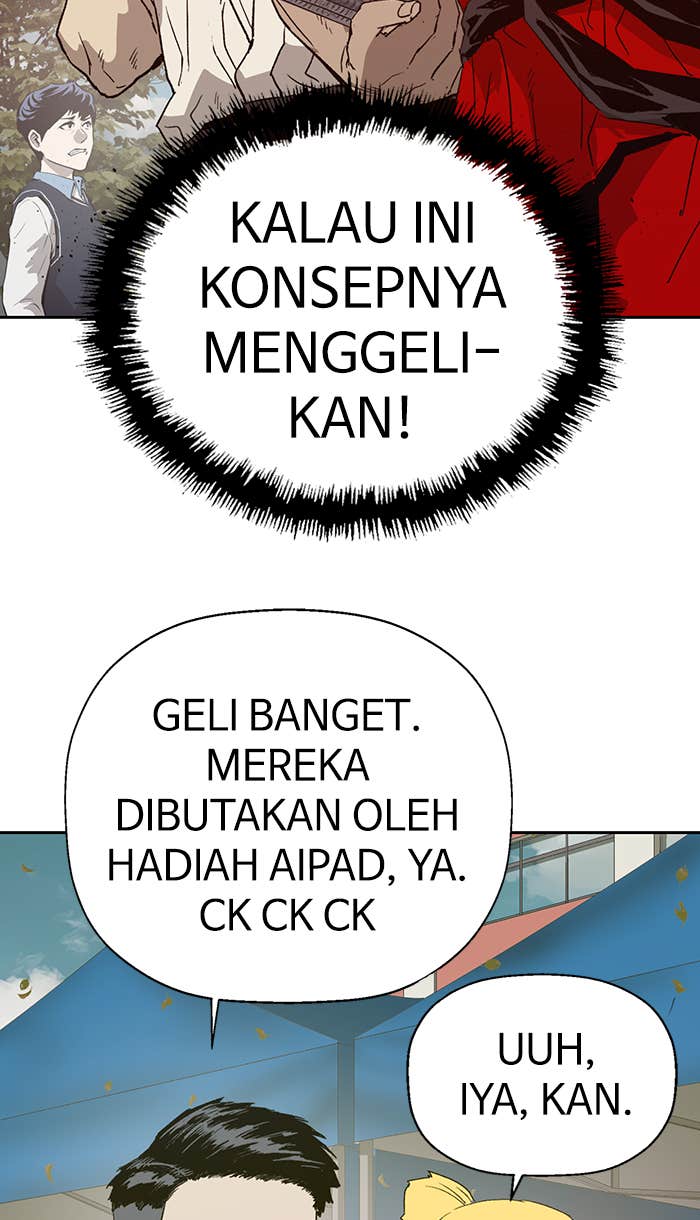 KALAU INI
KONSEPNYA
MENGGELI-
KAN!
GELI BANGET.
MEREKA
DIBUTAKAN OLEH
HADIAH AIPAD, YA.
CK CK CK
UUH,
IYA, KAN.